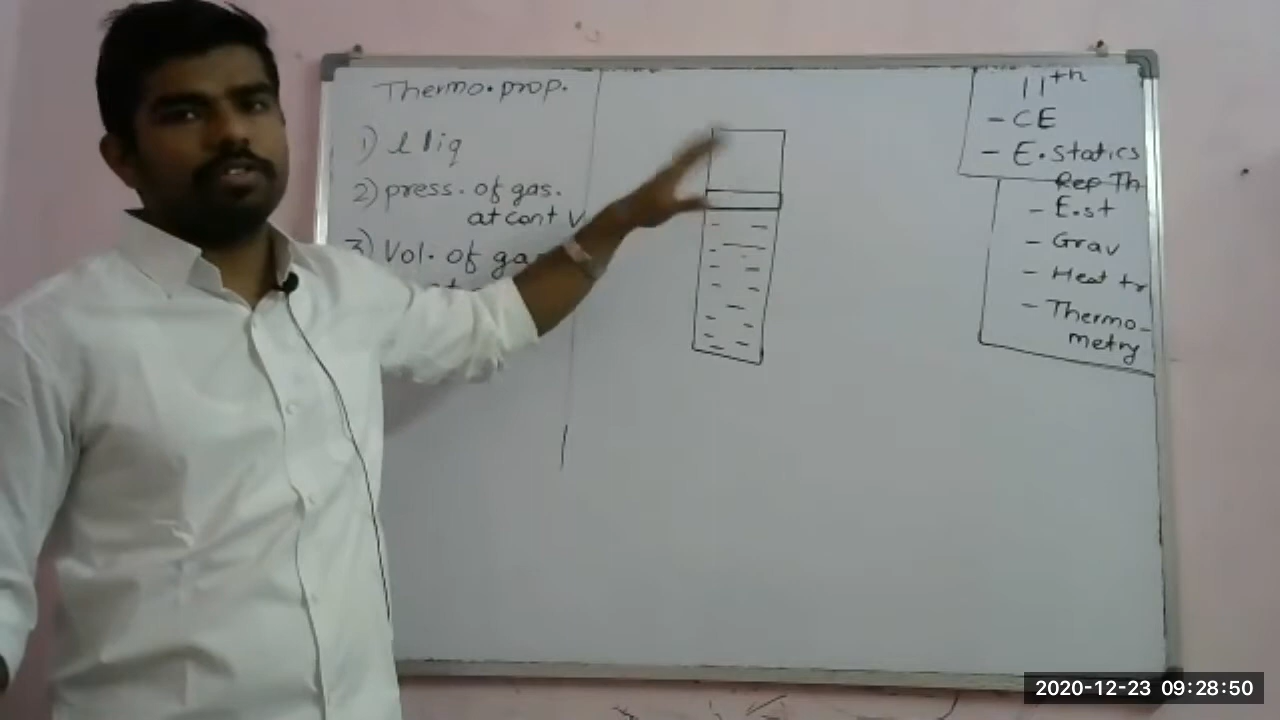 Thermo. prop.
1) l liq
2) press. of gas.
at cont V
3) Vol. of ga
11th
- CE
- E. Statics
Rep Th
- E.st
- Grav
- Heat tr
- Thermo-
metry
2020-12-23 09:28:50